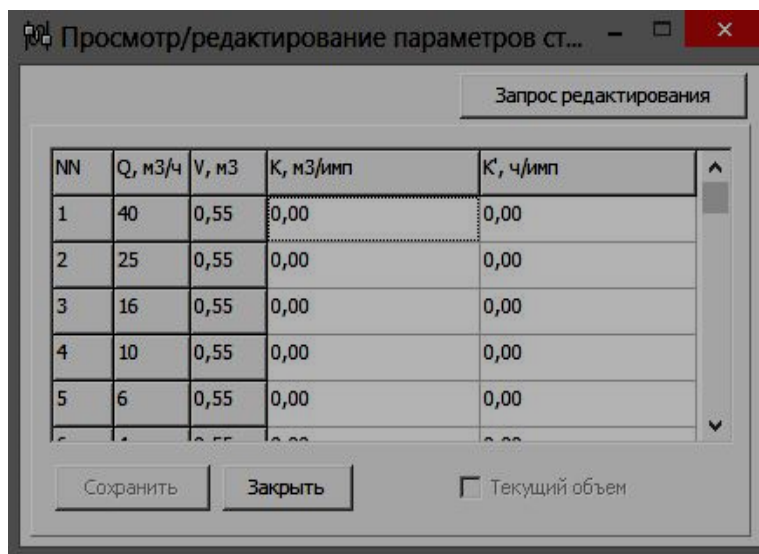 Просмотр/редактирование параметров ст...
Запрос редактирования
NN Q, м3/ч V, м3 K, м3/имп K', ч/имп
1 40 0,55 0,00 0,00
2 25 0,55 0,00 0,00
3 16 0,55 0,00 0,00
4 10 0,55 0,00 0,00
5 6 0,55 0,00 0,00
Сохранить Закрыть Текущий объем